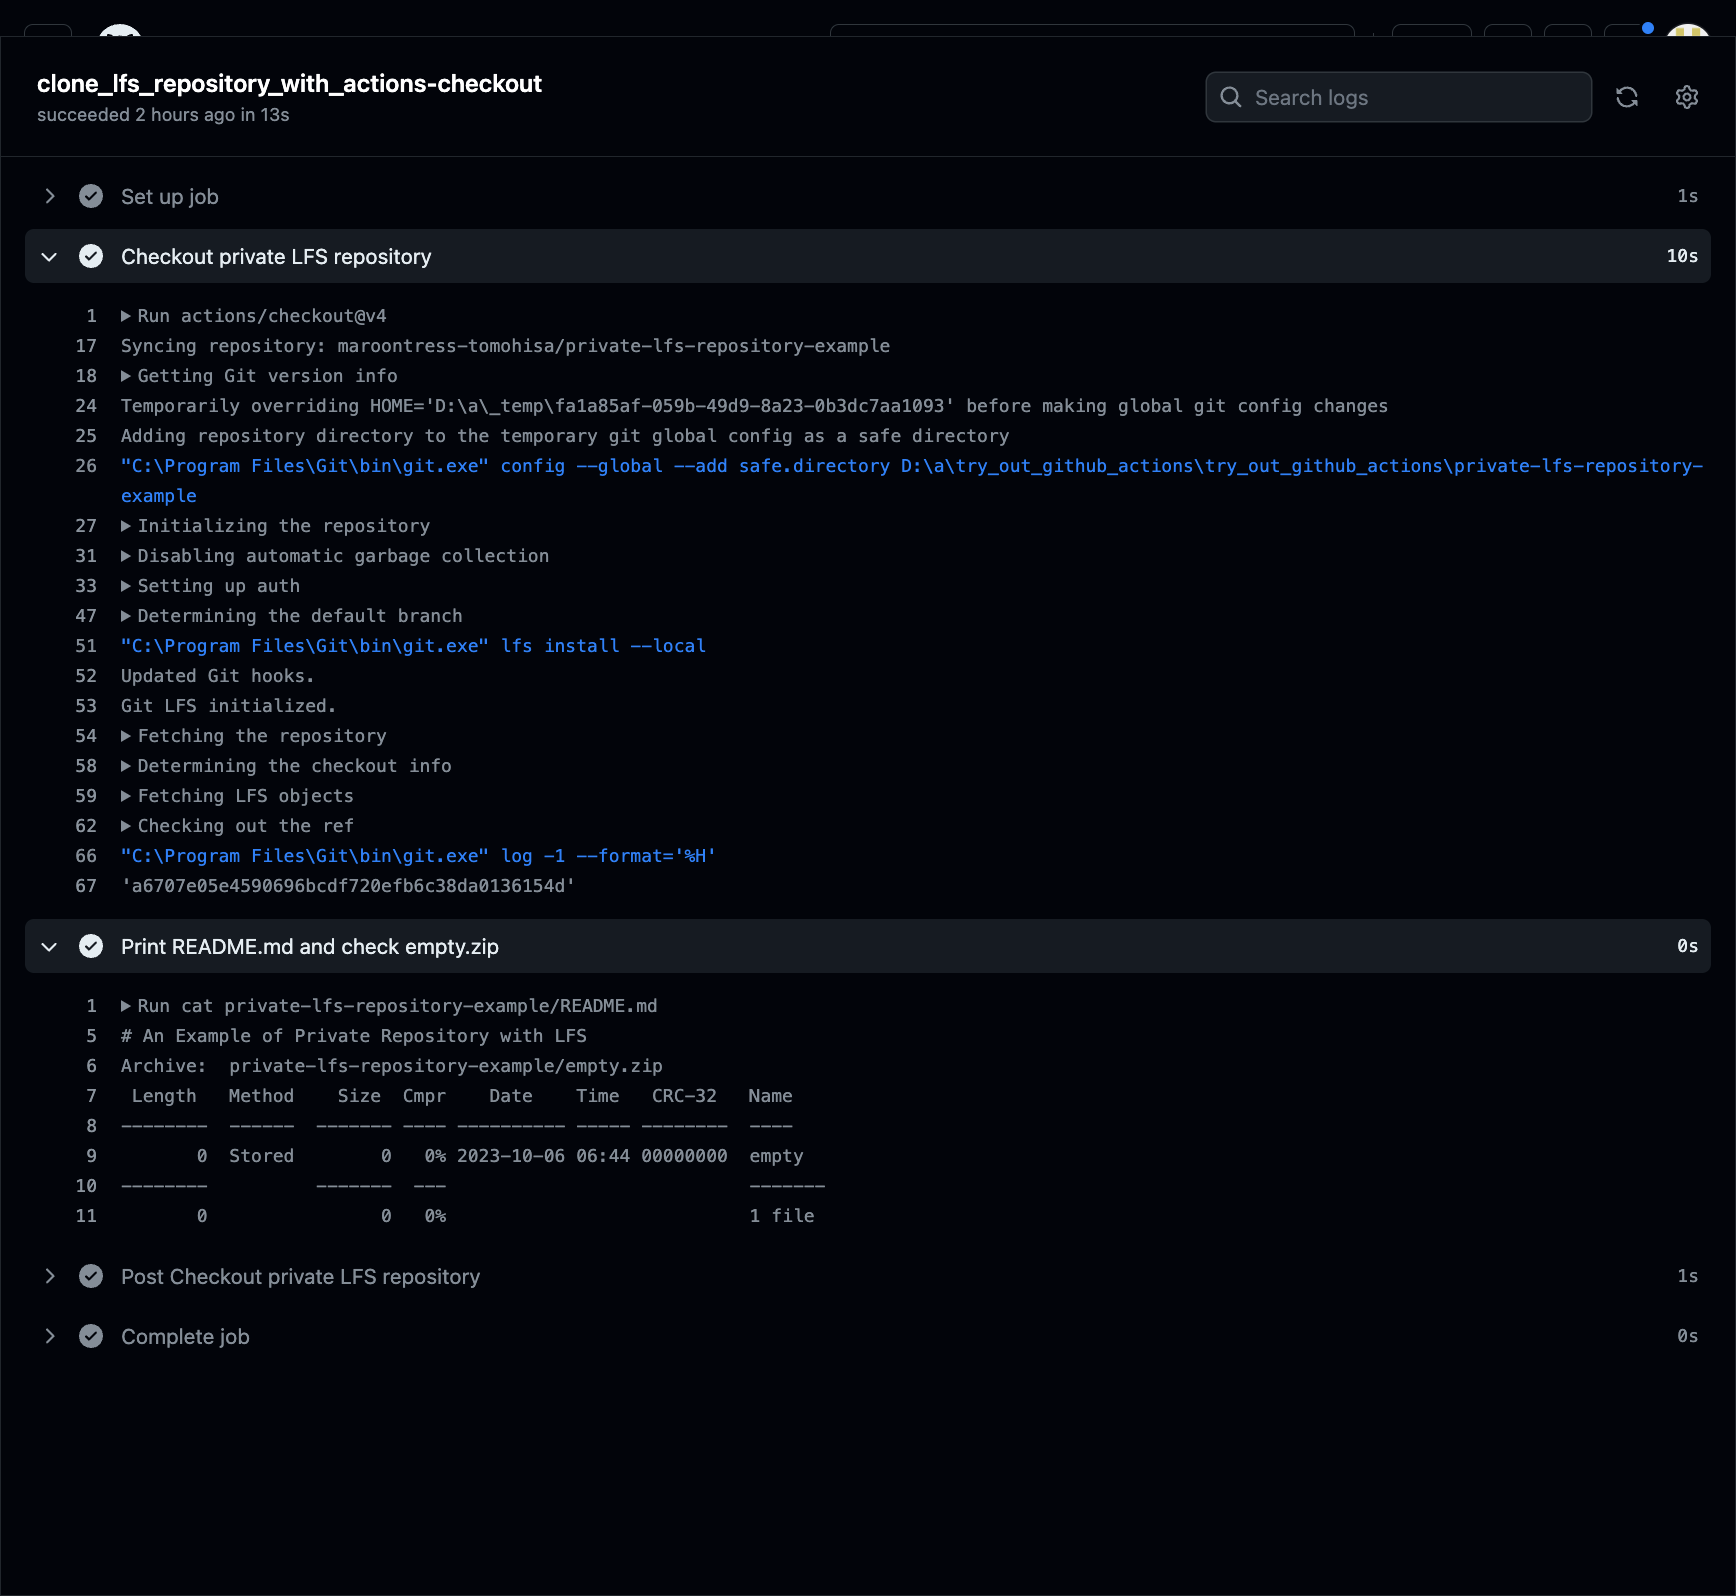 clone_lfs_repository_with_actions-checkout
succeeded 2 hours ago in 13s
Search logs
Set up job 1s
Checkout private LFS repository 10s
1 Run actions/checkout@v4
17 Syncing repository: maroontress-tomohisa/private-lfs-repository-example
18 Getting Git version info
24 Temporarily overriding HOME='D:\a\_temp\fa1a85af-059b-49d9-8a23-0b3dc7aa1093' before making global git config changes
25 Adding repository directory to the temporary git global config as a safe directory
26 "C:\Program Files\Git\bin\git.exe" config --global --add safe.directory D:\a\try_out_github_actions\try_out_github_actions\private-lfs-repository-
example
27 Initializing the repository
31 Disabling automatic garbage collection
33 Setting up auth
47 Determining the default branch
51 "C:\Program Files\Git\bin\git.exe" lfs install --local
52 Updated Git hooks.
53 Git LFS initialized.
54 Fetching the repository
58 Determining the checkout info
59 Fetching LFS objects
62 Checking out the ref
66 "C:\Program Files\Git\bin\git.exe" log -1 --format='%H'
67 'a6707e05e4590696bcdf720efb6c38da0136154d'
Print README.md and check empty.zip 0s
1 Run cat private-lfs-repository-example/README.md
5 # An Example of Private Repository with LFS
6 Archive:  private-lfs-repository-example/empty.zip
7  Length   Method    Size  Cmpr    Date    Time   CRC-32   Name
8 --------  ------  ------- ---- ---------- ----- --------  ----
9        0  Stored        0   0% 2023-10-06 06:44 00000000  empty
10 --------          -------  ---                            -------
11        0                0   0%                            1 file
Post Checkout private LFS repository 1s
Complete job 0s